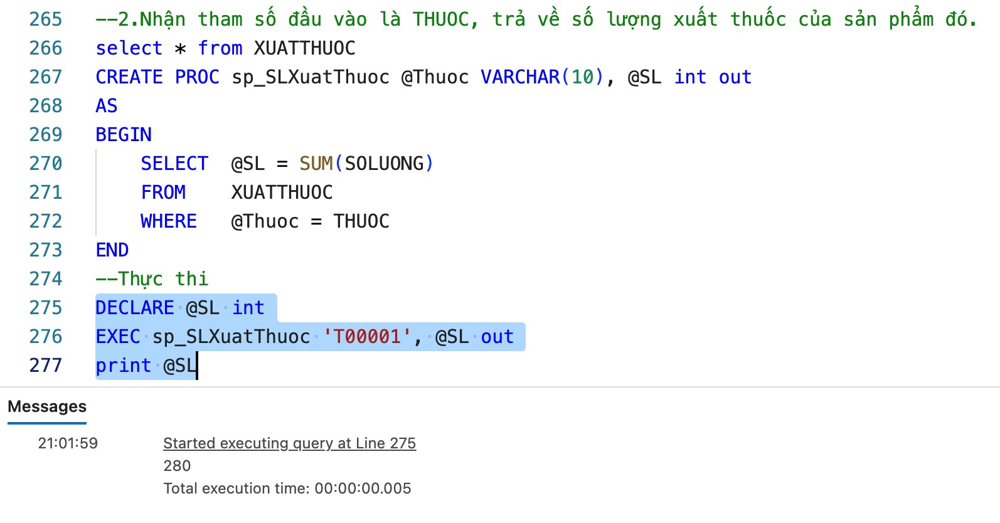 265 --2.Nhận tham số đầu vào là THUOC, trả về số lượng xuất thuốc của sản phẩm đó.
266 select * from XUATTHUOC
267 CREATE PROC sp_SLXuatThuoc @Thuoc VARCHAR(10), @SL int out
268 AS
269 BEGIN
270 SELECT @SL = SUM(SOLUONG)
271 FROM XUATTHUOC
272 WHERE @Thuoc = THUOC
273 END
274 --Thực thi
275 DECLARE @SL int
276 EXEC sp_SLXuatThuoc 'T00001', @SL out
277 print @SL
Messages
21:01:59 Started executing query at Line 275
280
Total execution time: 00:00:00.005